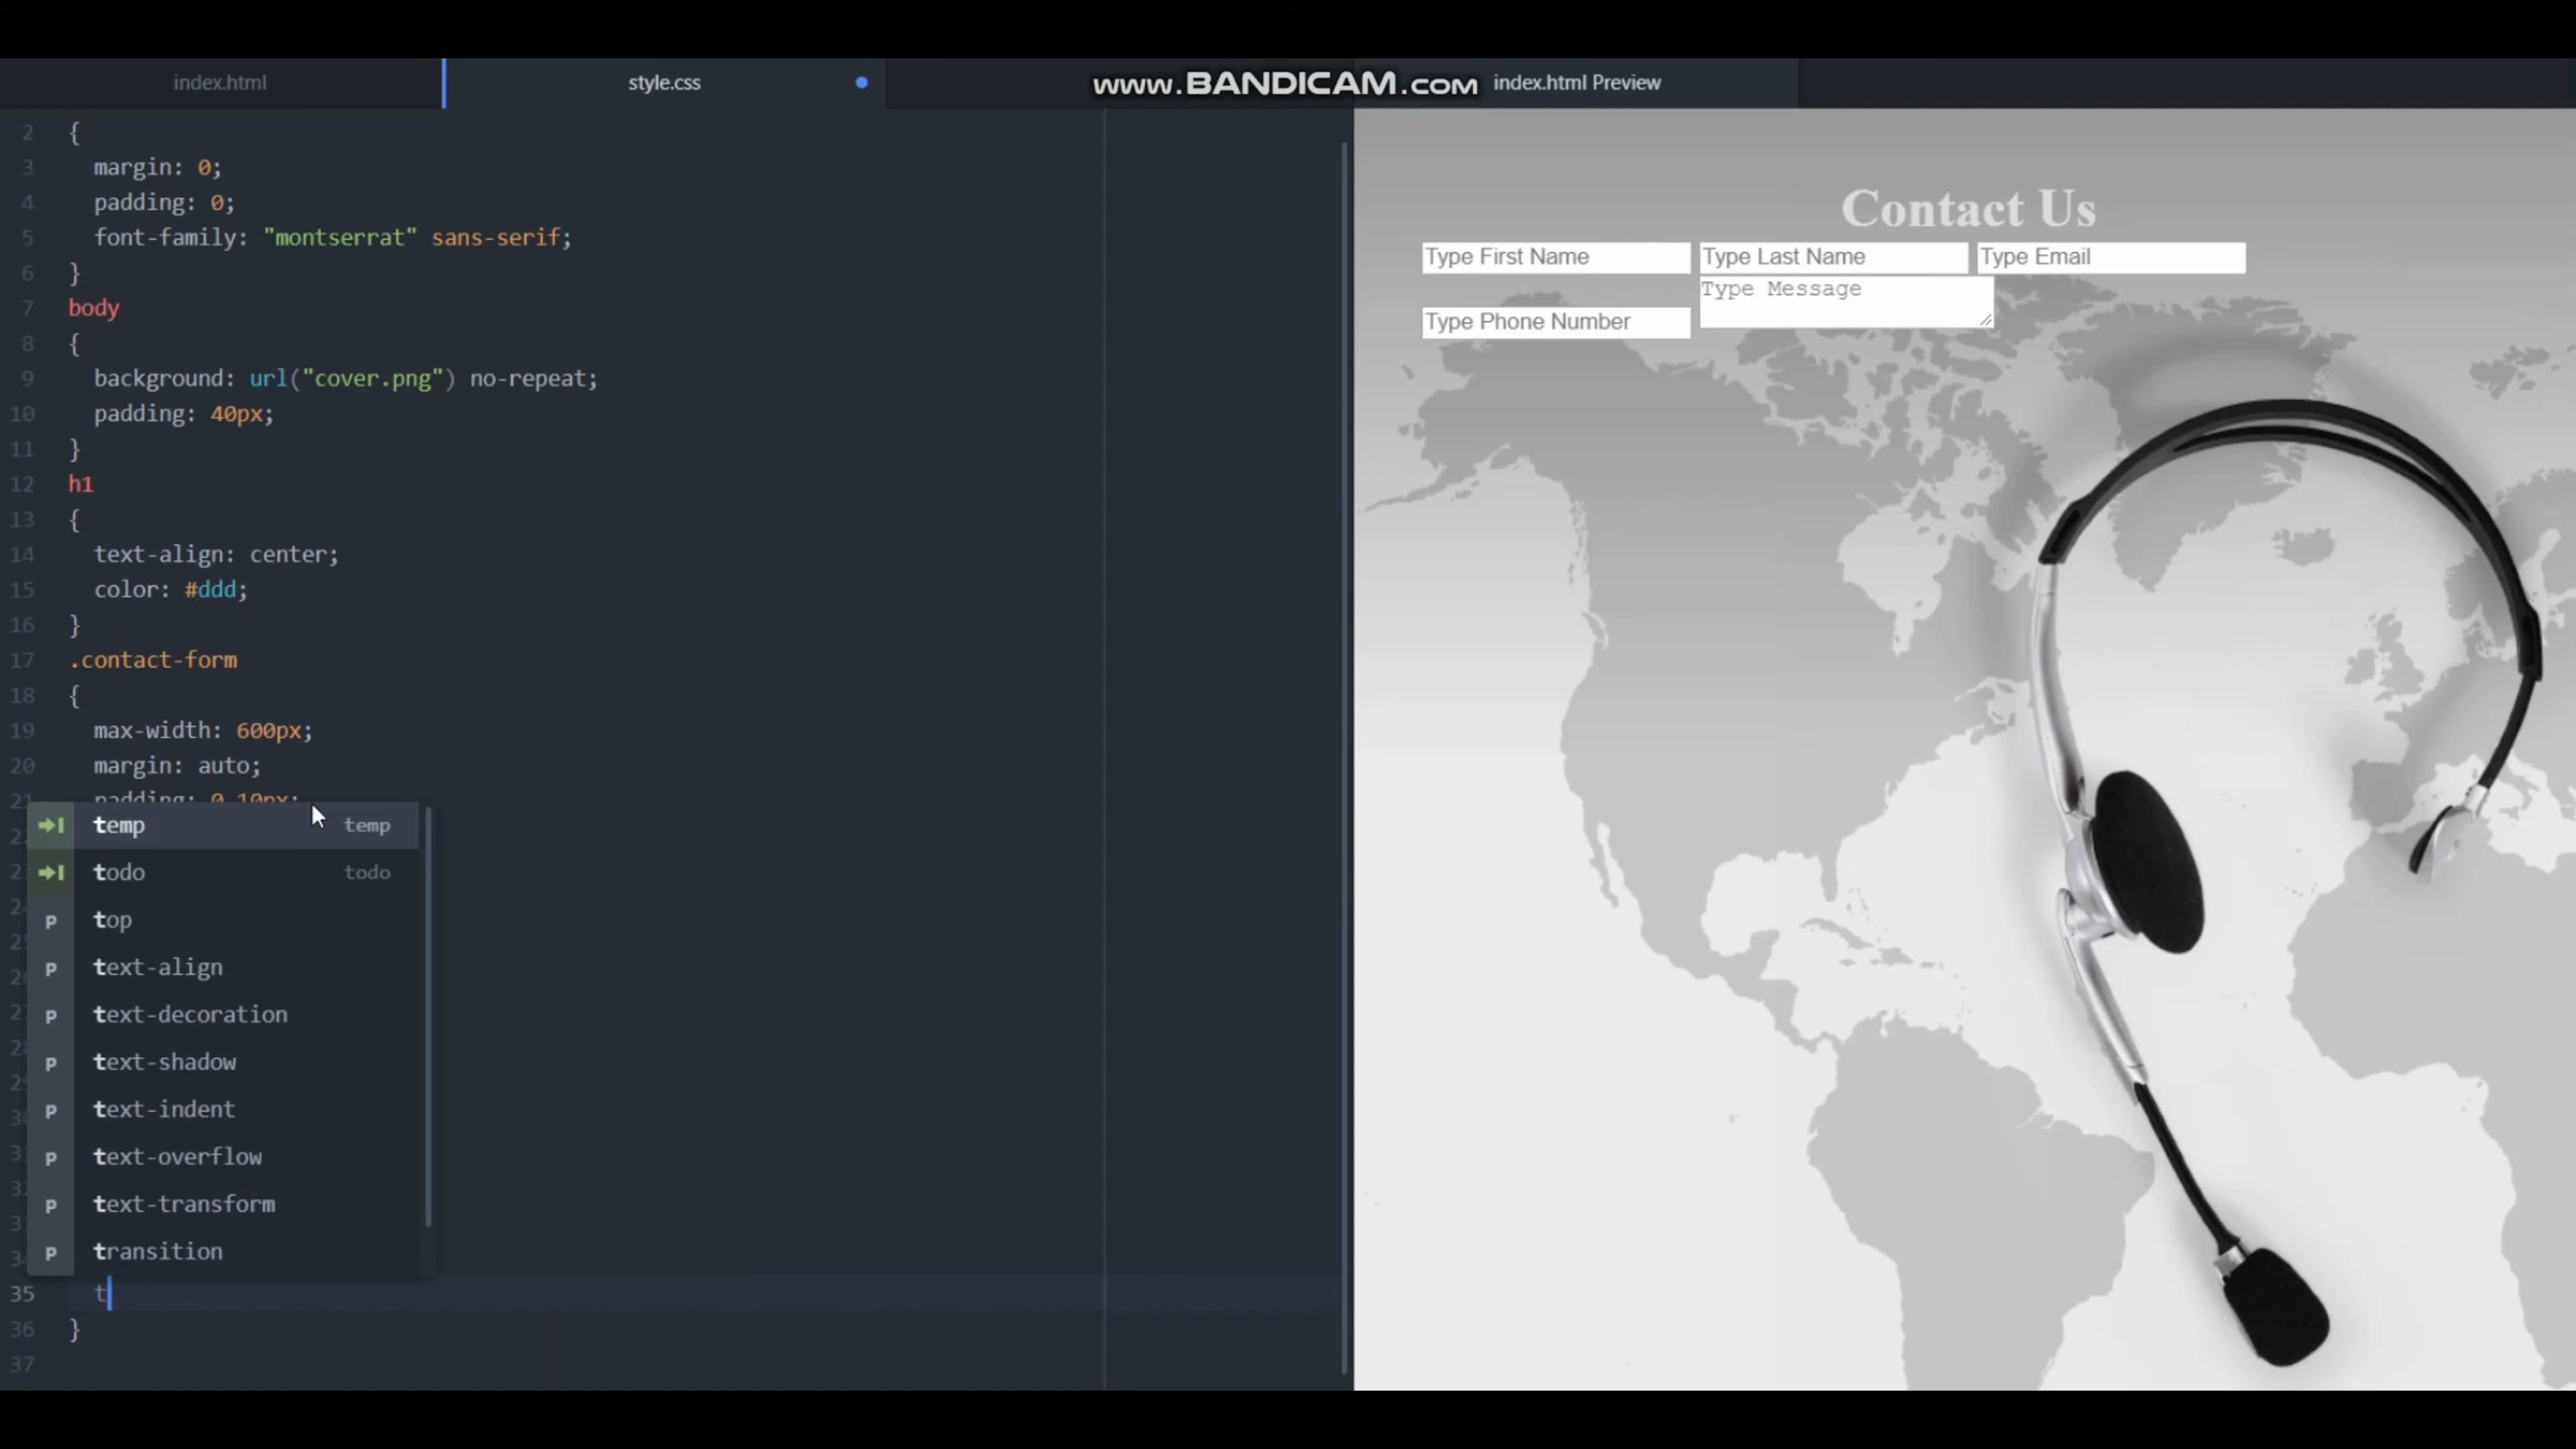 index.html
style.css
www.BANDICAM.com
index.html Preview
2 {
3 margin: 0;
4 padding: 0;
5 font-family: "montserrat" sans-serif;
6 }
7 body
8 {
9 background: url("cover.png") no-repeat;
10 padding: 40px;
11 }
12 h1
13 {
14 text-align: center;
15 color: #ddd;
16 }
17 .contact-form
18 {
19 max-width: 600px;
20 margin: auto;
21 padding: 0 10px;
temp temp
todo todo
p top
p text-align
p text-decoration
p text-shadow
p text-indent
p text-overflow
p text-transform
p transition
35 t
36 }
37
Contact Us
Type First Name
Type Last Name
Type Email
Type Message
Type Phone Number